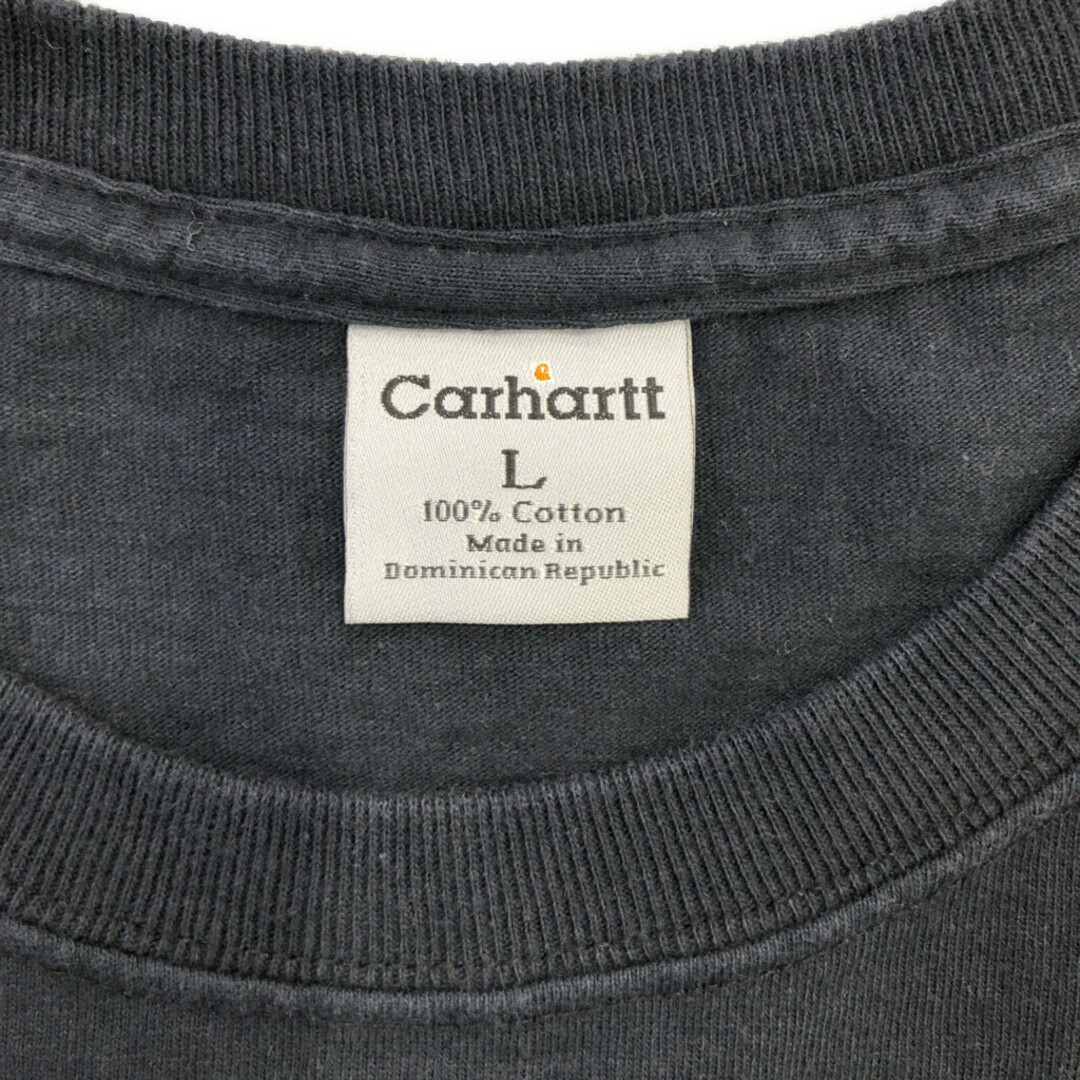 Carhartt
L
100% Cotton
Made in
Dominican Republic